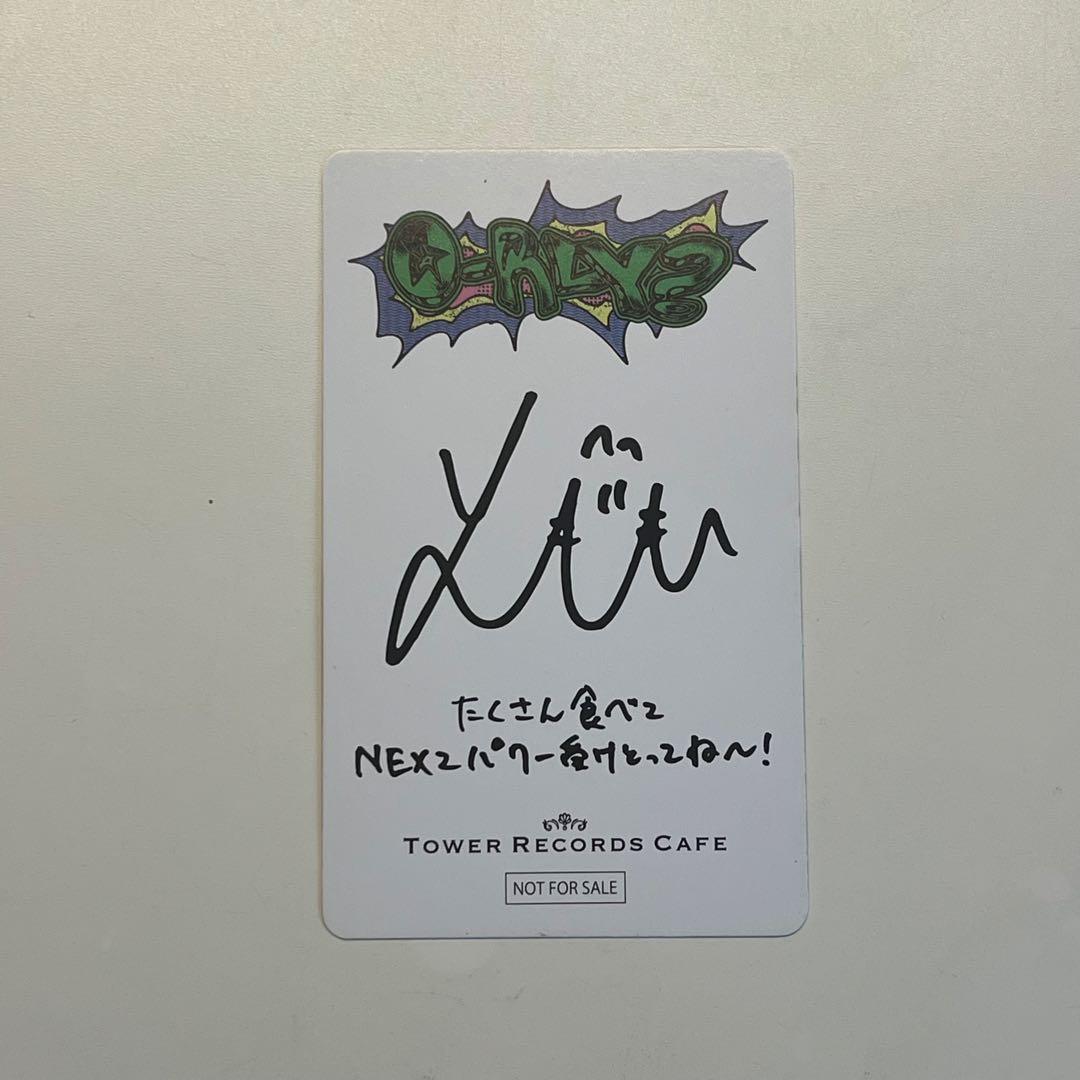 O-RLY?
たくさん食べて
NEX2パワー受けとってね〜!
TOWER RECORDS CAFE
NOT FOR SALE